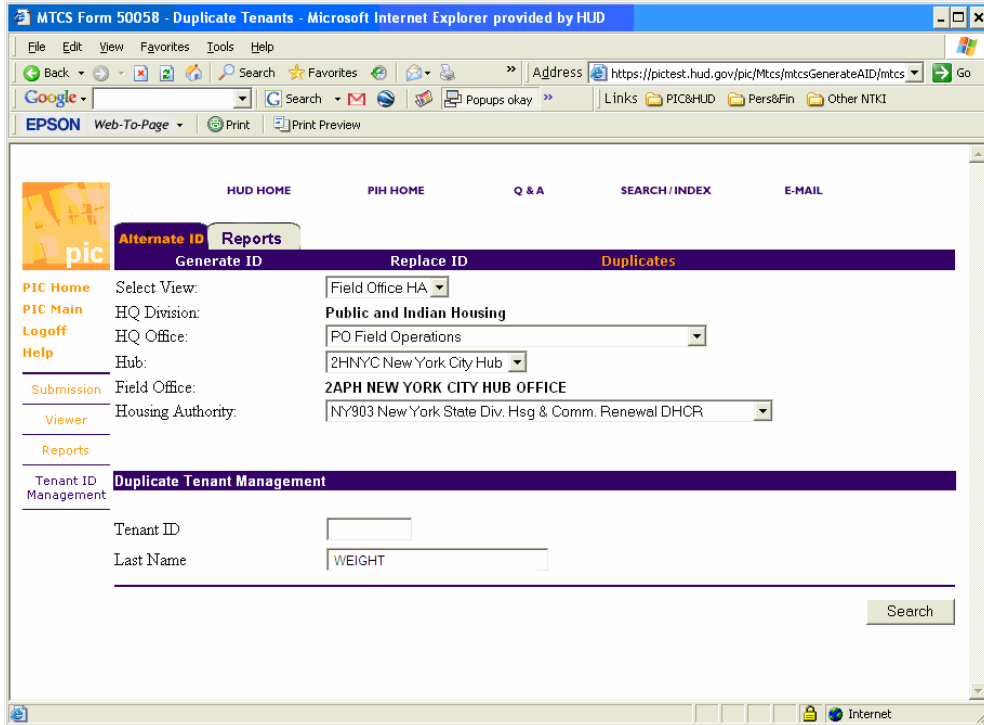 MTCS Form 50058 - Duplicate Tenants - Microsoft Internet Explorer provided by HUD
File Edit View Favorites Tools Help
Back Search Favorites » Address https://pictest.hud.gov/pic/Mtcs/mtcsGenerateAID/mtcs Go
Google Search Popups okay » Links PIC&HUD Pers&Fin Other NTKI
EPSON Web-To-Page Print Print Preview
HUD HOME PIH HOME Q & A SEARCH / INDEX E-MAIL
pic
Alternate ID Reports
Generate ID Replace ID Duplicates
PIC Home
PIC Main
Logoff
Help
Submission
Viewer
Reports
Tenant ID
Management
Select View: Field Office HA
HQ Division: Public and Indian Housing
HQ Office: PO Field Operations
Hub: 2HNYC New York City Hub
Field Office: 2APH NEW YORK CITY HUB OFFICE
Housing Authority: NY903 New York State Div. Hsg & Comm. Renewal DHCR
Duplicate Tenant Management
Tenant ID
Last Name WEIGHT
Search
Internet